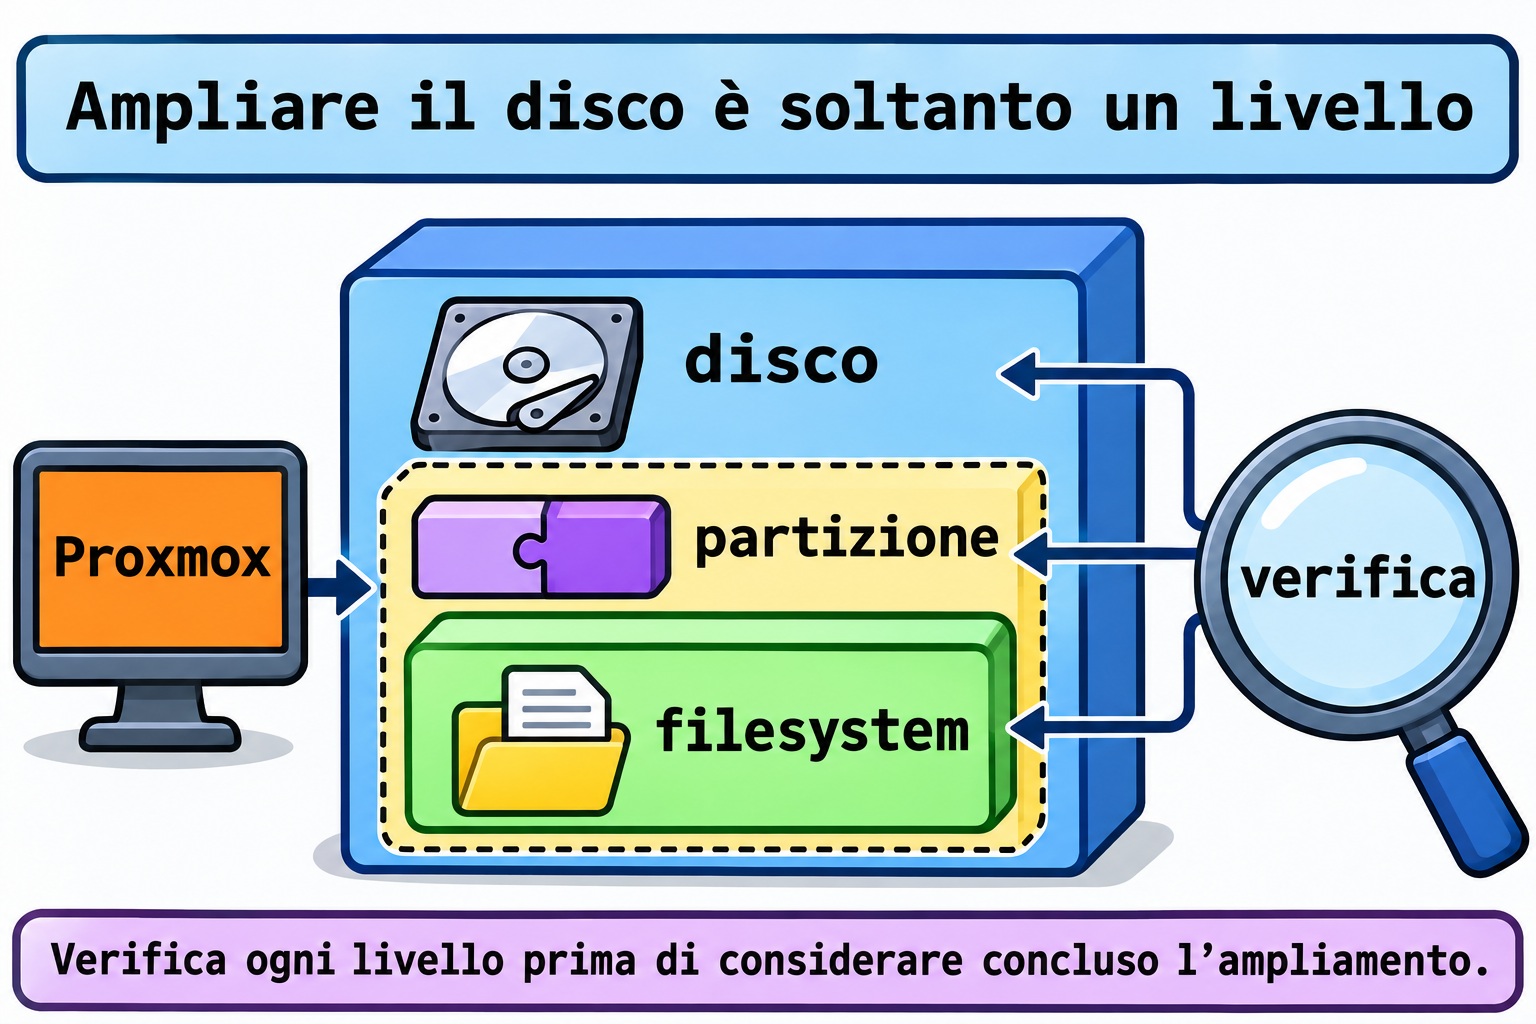 Ampliare il disco è soltanto un livello
disco
partizione
Proxmox
verifica
filesystem
Verifica ogni livello prima di considerare concluso l’ampliamento.